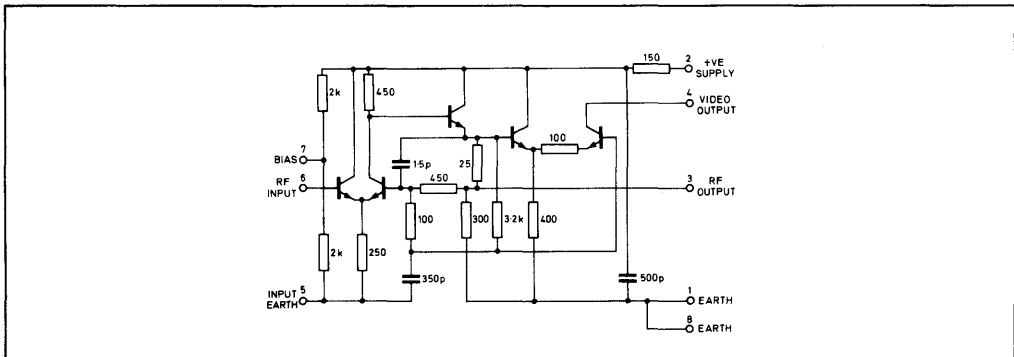 150
2
+VE
SUPPLY
2k
450
4
VIDEO
OUTPUT
100
7
BIAS
1·5p
25
6
RF
INPUT
450
3
RF
OUTPUT
100
300
3·2k
400
2k
250
350p
500p
INPUT 5
EARTH
1
EARTH
8
EARTH